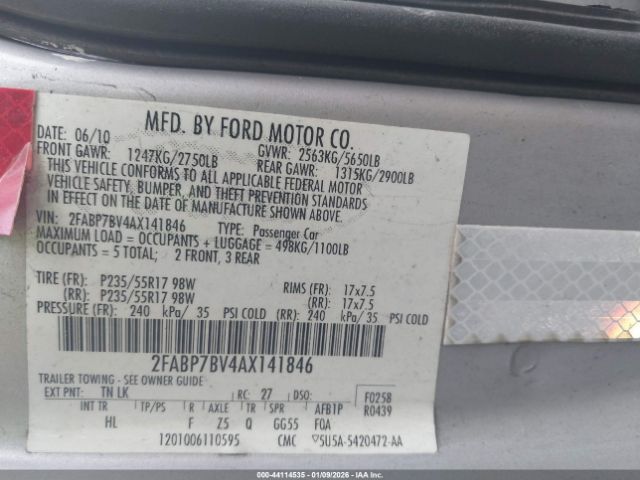 MFD. BY FORD MOTOR CO.
DATE: 06/10 GVWR: 2563KG/5650LB
FRONT GAWR: 1247KG/2750LB REAR GAWR: 1315KG/2900LB
THIS VEHICLE CONFORMS TO ALL APPLICABLE FEDERAL MOTOR
VEHICLE SAFETY, BUMPER, AND THEFT PREVENTION STANDARDS
IN EFFECT ON THE DATE OF MANUFACTURE SHOWN ABOVE.
VIN: 2FABP7BV4AX141846 TYPE: Passenger Car
MAXIMUM LOAD = OCCUPANTS + LUGGAGE = 498KG/1100LB
OCCUPANTS = 5 TOTAL; 2 FRONT, 3 REAR
TIRE (FR): P235/55R17 98W RIMS (FR): 17x7.5
(RR): P235/55R17 98W (RR): 17x7.5
PRESSURE (FR): 240 kPa/ 35 PSI COLD (RR): 240 kPa/ 35 PSI COLD
2FABP7BV4AX141846
TRAILER TOWING - SEE OWNER GUIDE
EXT PNT: TN LK RC: 27 DSO: F0258
INT TR TP/PS R AXLE TR SPR AFB1P R0439
HL F Z5 Q GG55 FQA
1201006110595 CMC 5U5A-5420472-AA
000-44114535 - 01/09/2026 - IAAI.COM